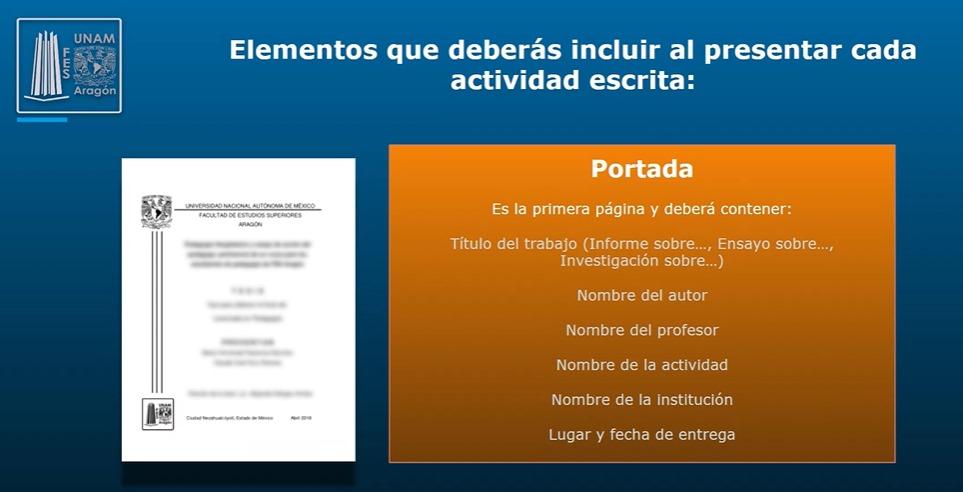 UNAM
FES
Aragón
Elementos que deberás incluir al presentar cada
actividad escrita:
UNIVERSIDAD NACIONAL AUTÓNOMA DE MÉXICO
FACULTAD DE ESTUDIOS SUPERIORES
ARAGÓN
UNAM
Ciudad Nezahualcóyotl, Estado de México Abril 2018
Portada
Es la primera página y deberá contener:
Título del trabajo (Informe sobre..., Ensayo sobre...,
Investigación sobre...)
Nombre del autor
Nombre del profesor
Nombre de la actividad
Nombre de la institución
Lugar y fecha de entrega